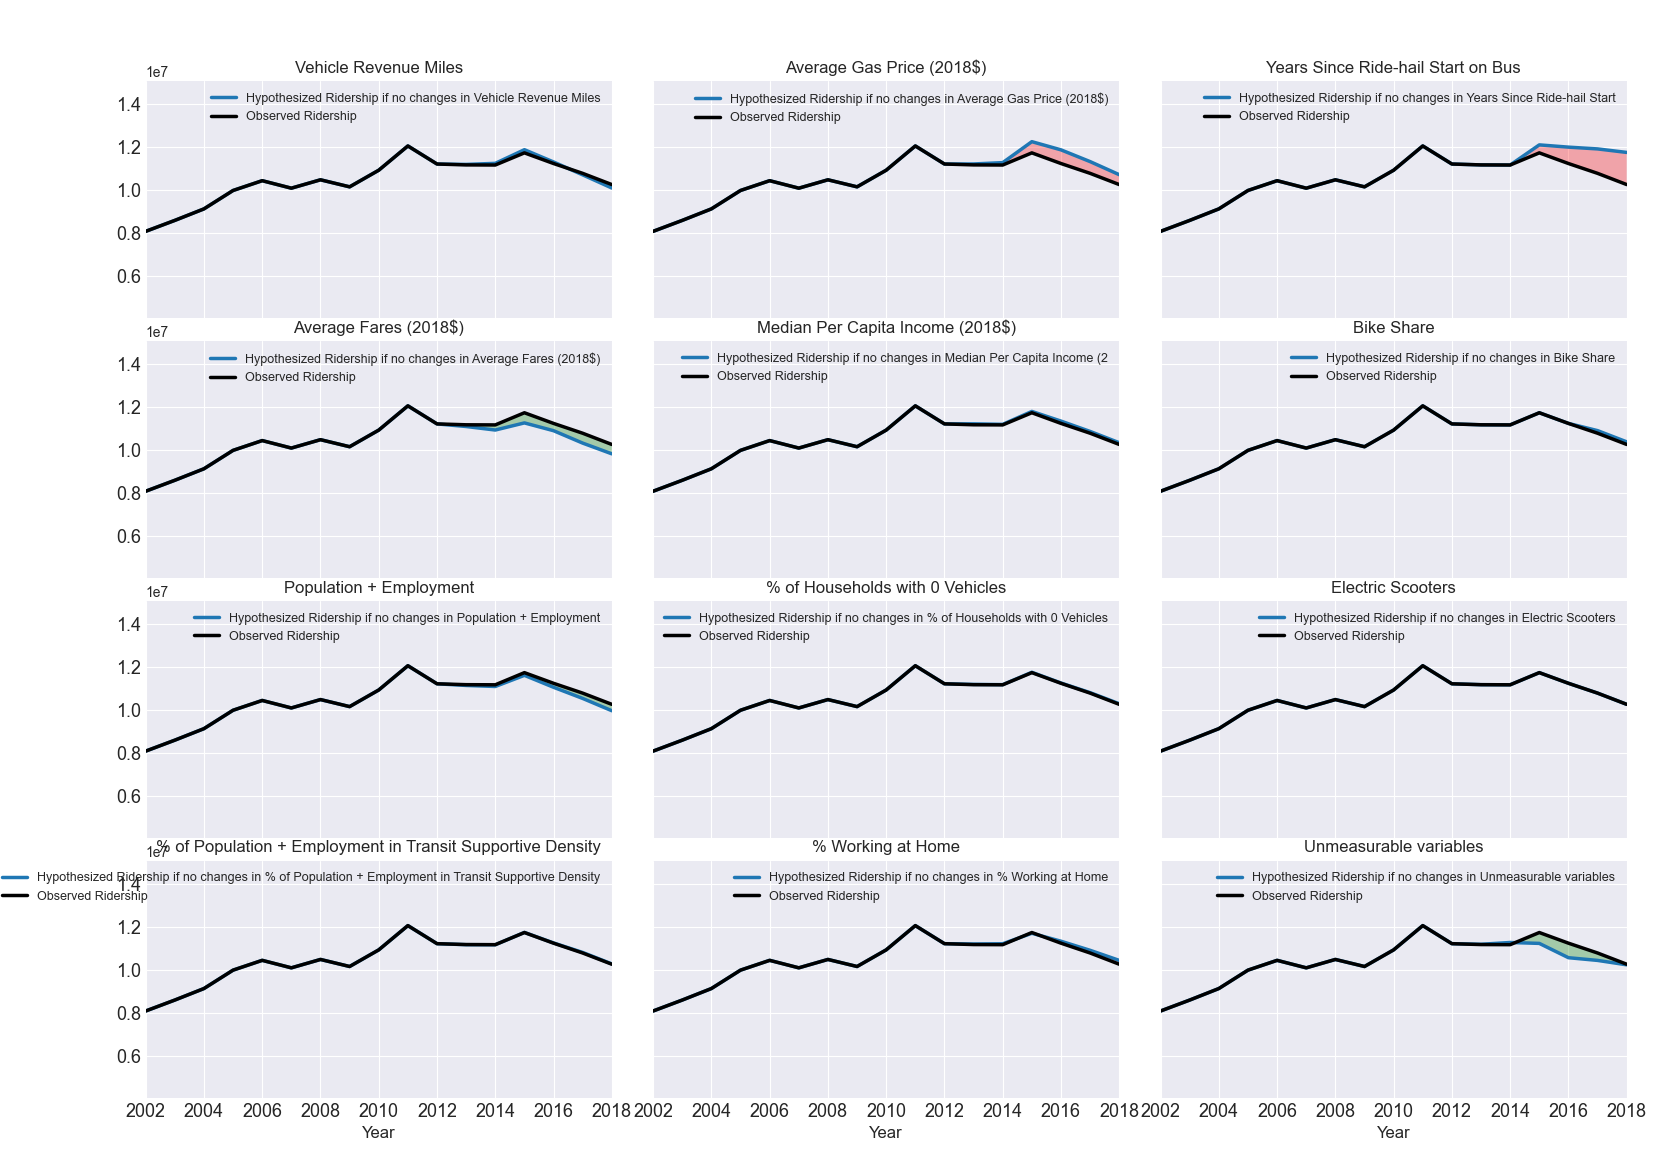 Vehicle Revenue Miles
Average Gas Price (2018$)
Years Since Ride-hail Start on Bus
1e7
1.4
1.2
1.0
0.8
0.6
Hypothesized Ridership if no changes in Vehicle Revenue Miles
Observed Ridership
Hypothesized Ridership if no changes in Average Gas Price (2018$)
Observed Ridership
Hypothesized Ridership if no changes in Years Since Ride-hail Start
Observed Ridership
Average Fares (2018$)
Median Per Capita Income (2018$)
Bike Share
1e7
1.4
1.2
1.0
0.8
0.6
Hypothesized Ridership if no changes in Average Fares (2018$)
Observed Ridership
Hypothesized Ridership if no changes in Median Per Capita Income (2
Observed Ridership
Hypothesized Ridership if no changes in Bike Share
Observed Ridership
Population + Employment
% of Households with 0 Vehicles
Electric Scooters
1e7
1.4
1.2
1.0
0.8
0.6
Hypothesized Ridership if no changes in Population + Employment
Observed Ridership
Hypothesized Ridership if no changes in % of Households with 0 Vehicles
Observed Ridership
Hypothesized Ridership if no changes in Electric Scooters
Observed Ridership
% of Population + Employment in Transit Supportive Density
% Working at Home
Unmeasurable variables
1e7
1.4
1.2
1.0
0.8
0.6
Hypothesized Ridership if no changes in % of Population + Employment in Transit Supportive Density
Observed Ridership
Hypothesized Ridership if no changes in % Working at Home
Observed Ridership
Hypothesized Ridership if no changes in Unmeasurable variables
Observed Ridership
2002 2004 2006 2008 2010 2012 2014 2016 2018
2002 2004 2006 2008 2010 2012 2014 2016 2018
2002 2004 2006 2008 2010 2012 2014 2016 2018
Year
Year
Year